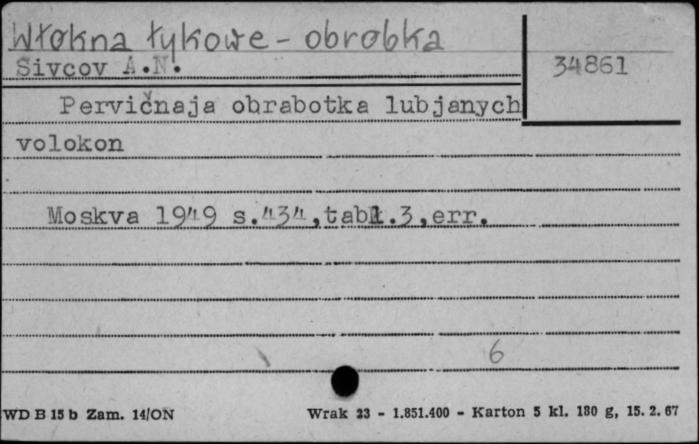 Włókna łykowe - obróbka
Sivcov A.N.
34861
Pervičnaja obrabotka lubjanych
volokon
Moskva 1949 s.434,tabl.3,err.
6
WD B 15 b Zam. 14/ON
Wrak 23 - 1.851.400 - Karton 5 kl. 180 g, 15. 2. 67